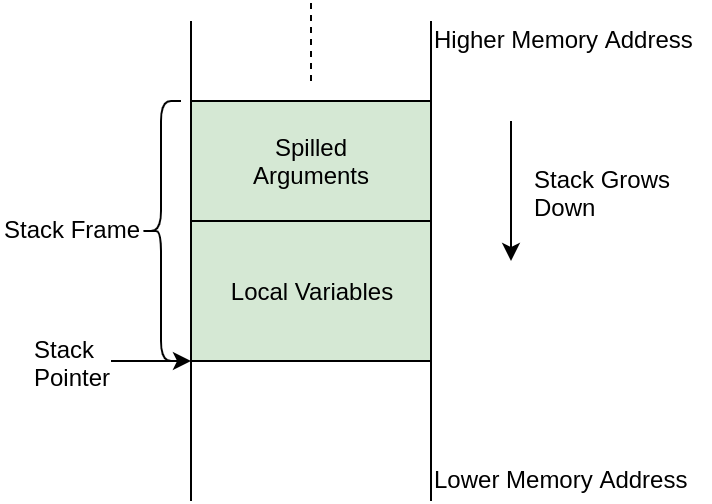 Higher Memory Address
Spilled
Arguments
Stack Grows
Down
Stack Frame
Local Variables
Stack
Pointer
Lower Memory Address